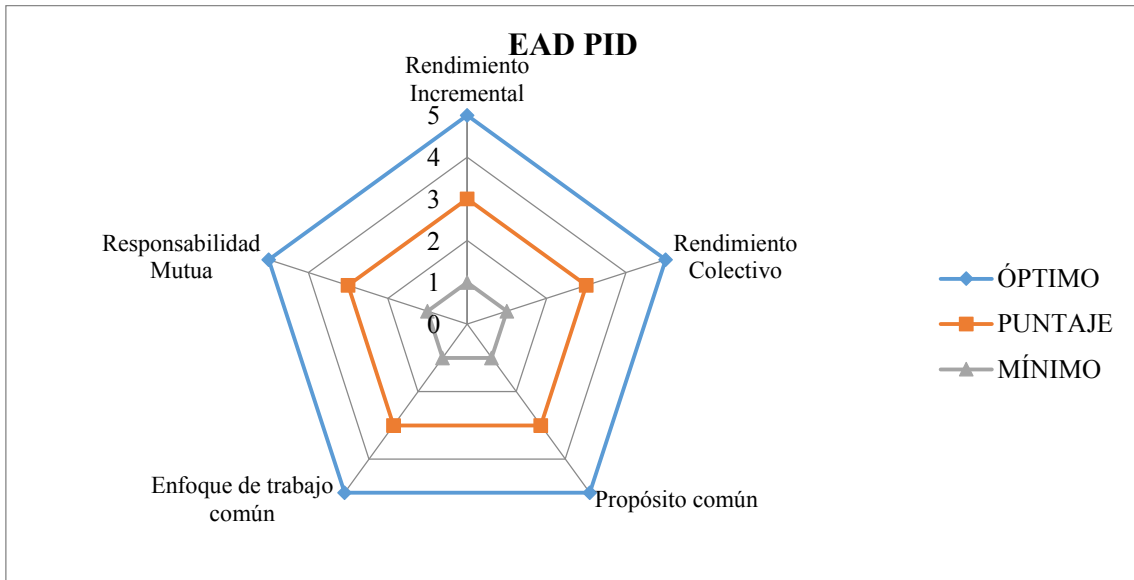 EAD PID
Rendimiento
Incremental
5
4
3
2
1
0
Rendimiento
Colectivo
Propósito común
Enfoque de trabajo
común
Responsabilidad
Mutua
ÓPTIMO
PUNTAJE
MÍNIMO